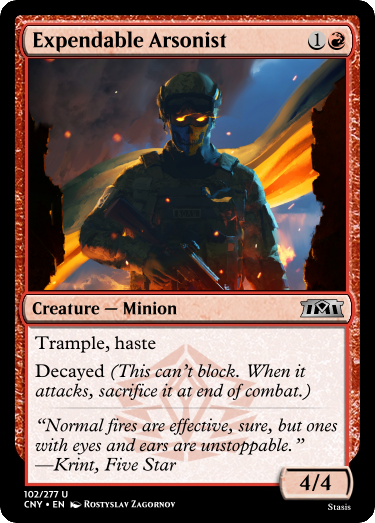 Expendable Arsonist 1
Creature — Minion
Trample, haste
Decayed (This can't block. When it
attacks, sacrifice it at end of combat.)
“Normal fires are effective, sure, but ones
with eyes and ears are unstoppable.”
—Krint, Five Star
4/4
102/277 U
CNY • EN Rostyslav Zagornov
Stasis